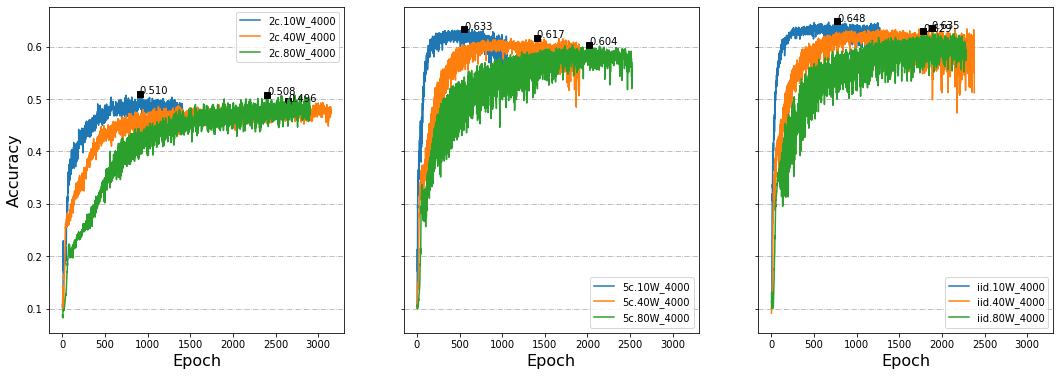 Accuracy
0.6
0.5
0.4
0.3
0.2
0.1
0.510
0.508
0.496
2c.10W_4000
2c.40W_4000
2c.80W_4000
0 500 1000 1500 2000 2500 3000
Epoch
0.633
0.617
0.604
5c.10W_4000
5c.40W_4000
5c.80W_4000
0 500 1000 1500 2000 2500 3000
Epoch
0.648
0.635
iid.10W_4000
iid.40W_4000
iid.80W_4000
0 500 1000 1500 2000 2500 3000
Epoch